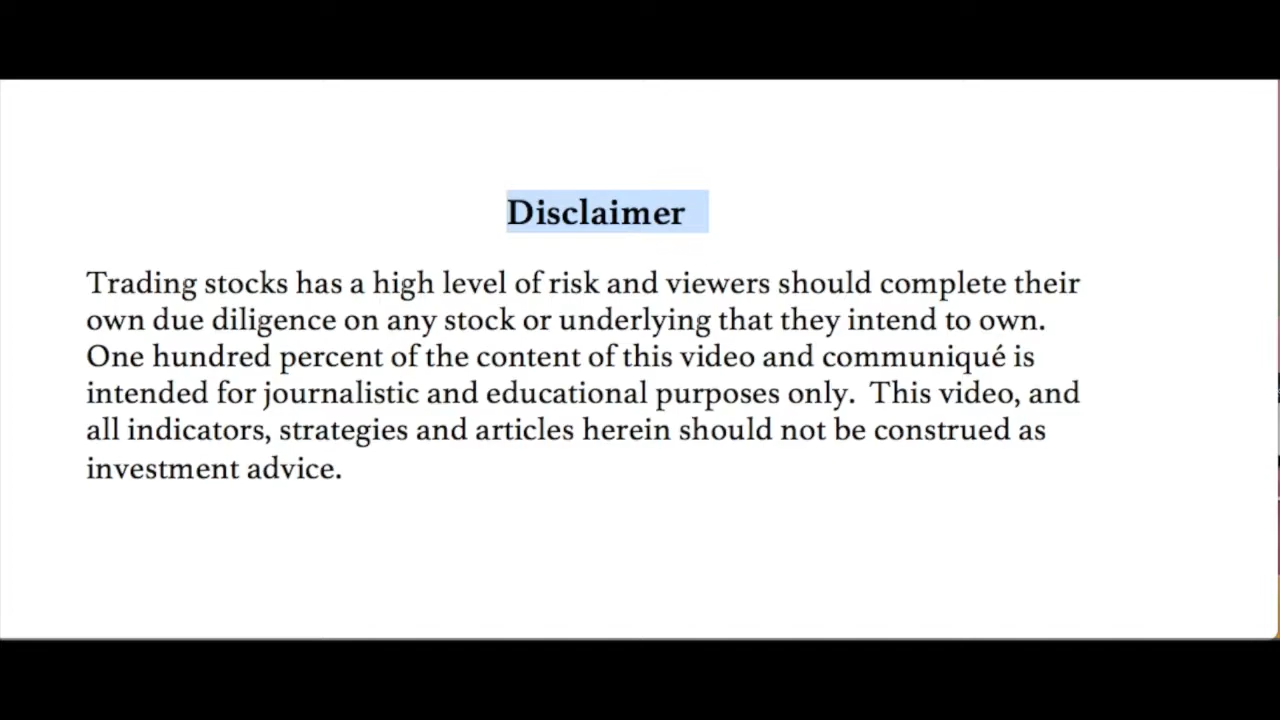 Disclaimer
Trading stocks has a high level of risk and viewers should complete their
own due diligence on any stock or underlying that they intend to own.
One hundred percent of the content of this video and communiqué is
intended for journalistic and educational purposes only.  This video, and
all indicators, strategies and articles herein should not be construed as
investment advice.